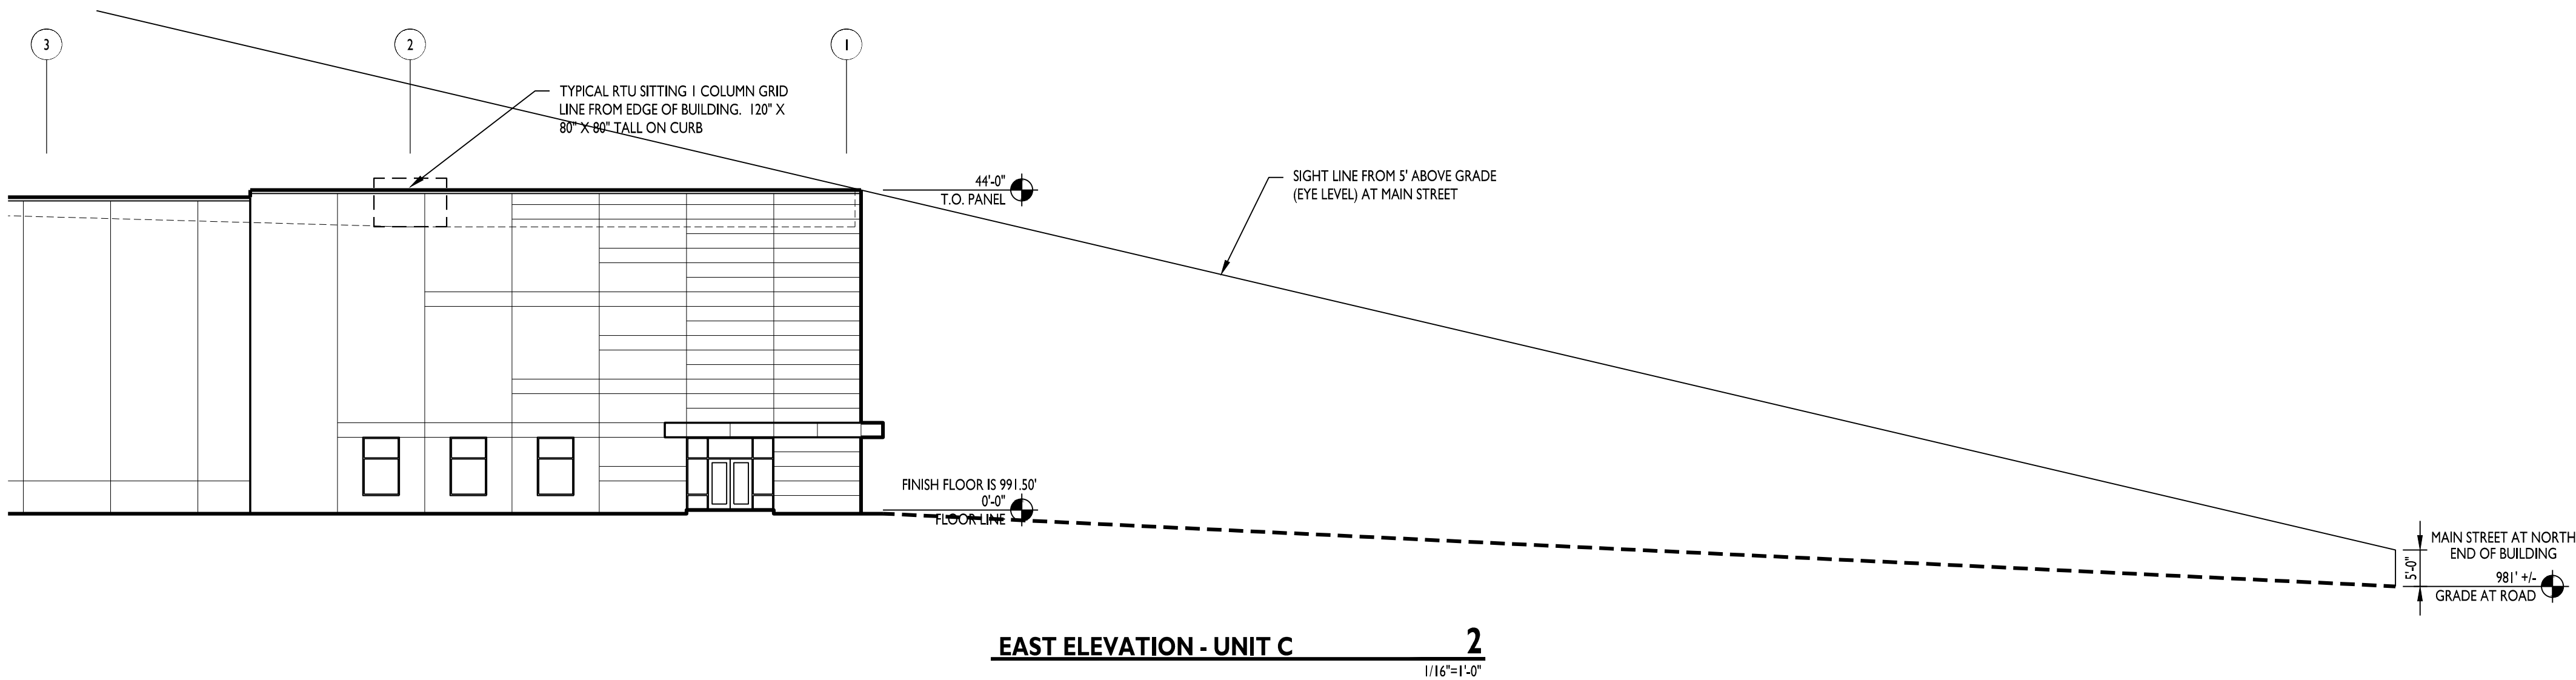 3
2
1
TYPICAL RTU SITTING 1 COLUMN GRID
LINE FROM EDGE OF BUILDING. 120" X
80" X 80" TALL ON CURB
44'-0"
T.O. PANEL
SIGHT LINE FROM 5' ABOVE GRADE
(EYE LEVEL) AT MAIN STREET
FINISH FLOOR IS 991.50'
0'-0"
FLOOR LINE
5'-0"
MAIN STREET AT NORTH
END OF BUILDING
981' +/-
GRADE AT ROAD
EAST ELEVATION - UNIT C 2
1/16"=1'-0"